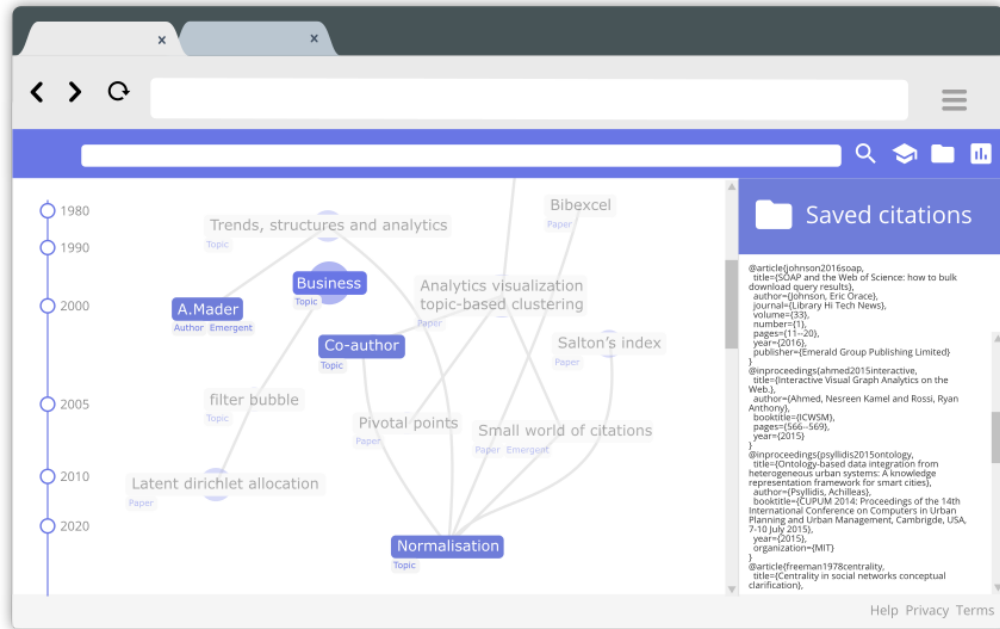 x
x
1980
1990
2000
2005
2010
2020
Bibexcel
Paper
Trends, structures and analytics
Topic
Business
Topic
Analytics visualization
topic-based clustering
Paper
A.Mader
Author Emergent
Co-author
Topic
Salton's index
Paper
filter bubble
Topic
Pivotal points
Paper
Small world of citations
Paper Emergent
Latent dirichlet allocation
Paper
Normalisation
Topic
Saved citations
@article{johnson2016soap,
title={SOAP and the Web of Science: how to bulk
download query results},
author={Johnson, Eric Orace},
journal={Library Hi Tech News},
volume={33},
number={1},
pages={11--20},
year={2016},
publisher={Emerald Group Publishing Limited}
}
@inproceedings{ahmed2015interactive,
title={Interactive Visual Graph Analytics on the
Web.},
author={Ahmed, Nesreen Kamel and Rossi, Ryan
Anthony},
booktitle={ICWSM},
pages={566--569},
year={2015}
}
@inproceedings{psyllidis2015ontology,
title={Ontology-based data integration from
heterogeneous urban systems: A knowledge
representation framework for smart cities},
author={Psyllidis, Achilleas},
booktitle={CUPUM 2014: Proceedings of the 14th
International Conference on Computers in Urban
Planning and Urban Management, Cambrigde, USA,
7-10 July 2015},
year={2015},
organization={MIT}
}
@article{freeman1978centrality,
title={Centrality in social networks conceptual
clarification},
Help Privacy Terms